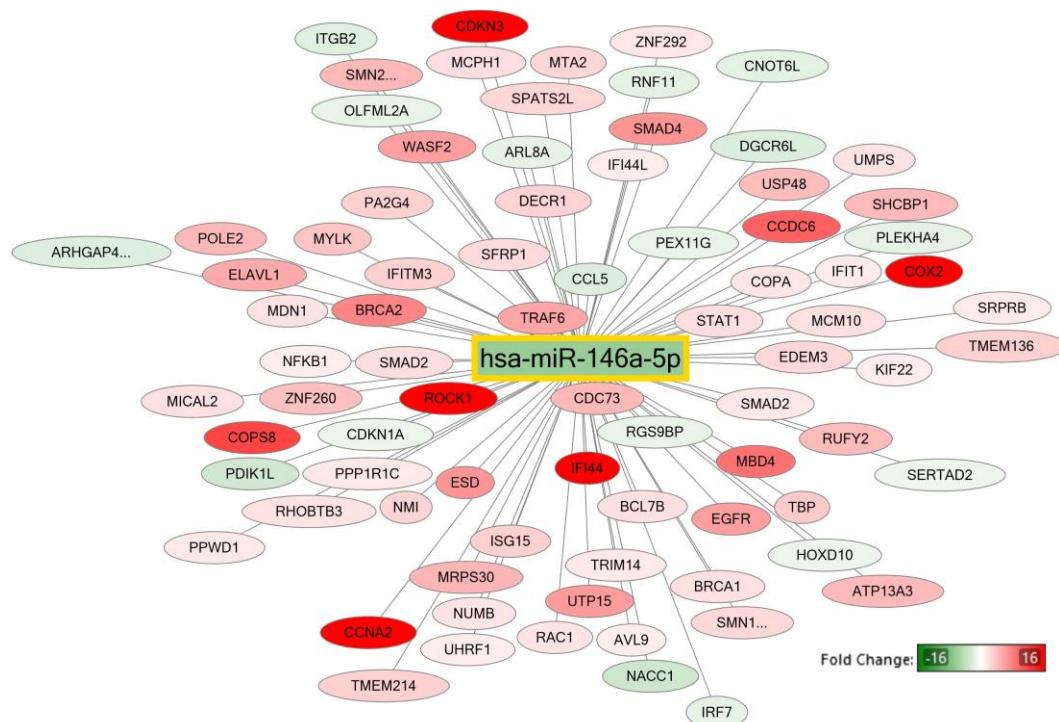 CDKN3
ITGB2
ZNF292
MCPH1
MTA2
CNOT6L
SMN2...
RNF11
SPATS2L
OLFML2A
SMAD4
WASF2
ARL8A
DGCR6L
IFI44L
UMPS
USP48
PA2G4
DECR1
SHCBP1
CCDC6
POLE2
MYLK
PEX11G
PLEKHA4
ARHGAP4...
SFRP1
ELAVL1
IFITM3
CCL5
COPA
IFIT1
COX2
MDN1
BRCA2
TRAF6
STAT1
MCM10
SRPRB
hsa-miR-146a-5p
NFKB1
SMAD2
EDEM3
TMEM136
KIF22
MICAL2
ZNF260
ROCK1
CDC73
SMAD2
COPS8
CDKN1A
RGS9BP
RUFY2
PDIK1L
PPP1R1C
IFI44
MBD4
SERTAD2
ESD
RHOBTB3
NMI
BCL7B
EGFR
TBP
PPWD1
ISG15
HOXD10
TRIM14
MRPS30
BRCA1
ATP13A3
NUMB
UTP15
SMN1...
CCNA2
UHRF1
RAC1
AVL9
Fold Change: -16 16
TMEM214
NACC1
IRF7